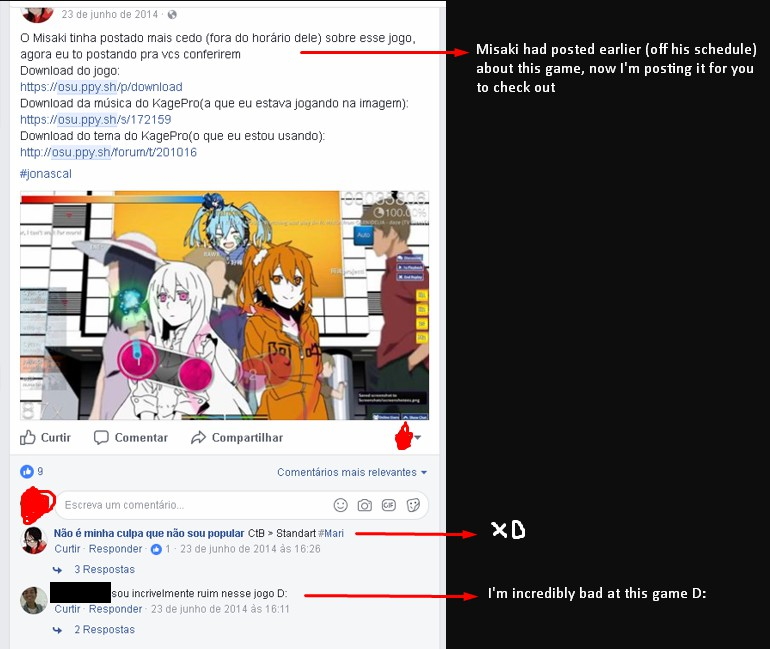 23 de junho de 2014 ·
O Misaki tinha postado mais cedo (fora do horário dele) sobre esse jogo,
agora eu to postando pra vcs conferirem
Download do jogo:
https://osu.ppy.sh/p/download
Download da música do KagePro(a que eu estava jogando na imagem):
https://osu.ppy.sh/s/172159
Download do tema do KagePro(o que eu estou usando):
http://osu.ppy.sh/forum/t/201016
#jonascal
Misaki had posted earlier (off his schedule)
about this game, now I'm posting it for you
to check out
100.00%
Auto
阿吽
Curtir Comentar Compartilhar
9 Comentários mais relevantes
Escreva um comentário...
GIF
Não é minha culpa que não sou popular CtB > Standart #Mari
Curtir · Responder · 1 · 23 de junho de 2014 às 16:26
3 Respostas
XD
sou incrivelmente ruim nesse jogo D:
Curtir · Responder · 23 de junho de 2014 às 16:11
2 Respostas
I'm incredibly bad at this game D: